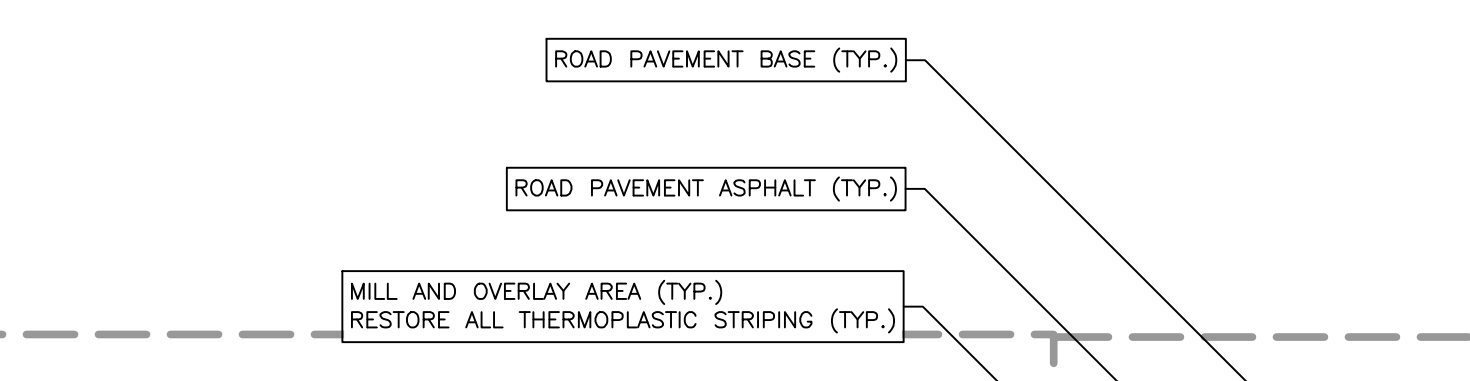 ROAD PAVEMENT BASE (TYP.)
ROAD PAVEMENT ASPHALT (TYP.)
MILL AND OVERLAY AREA (TYP.)
RESTORE ALL THERMOPLASTIC STRIPING (TYP.)